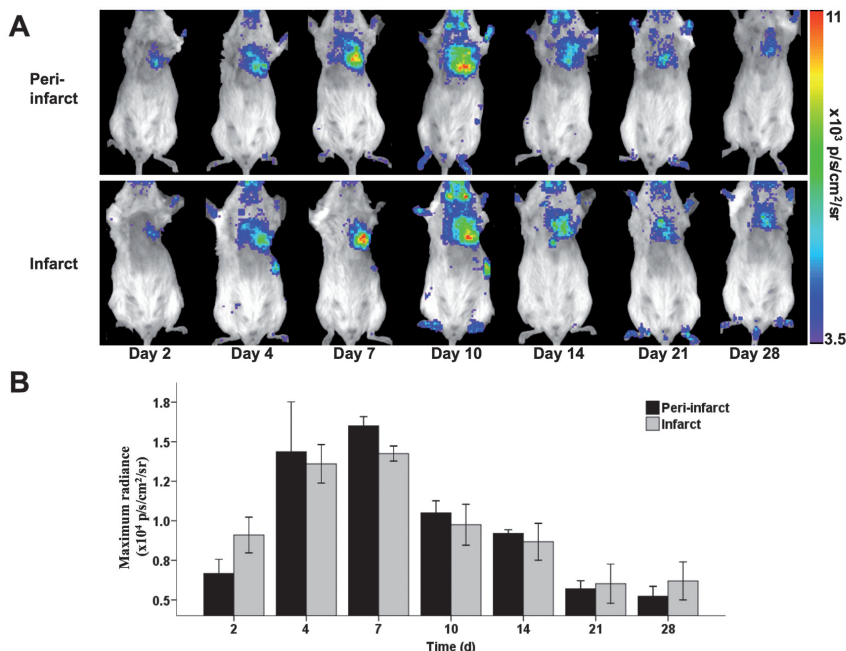 A
Peri-
infarct
Infarct
11
x10³ p/s/cm²/sr
3.5
Day 2 Day 4 Day 7 Day 10 Day 14 Day 21 Day 28
B
Maximum radiance
(x10⁴ p/s/cm²/sr)
1.8
1.5
1.2
1.0
0.8
0.5
Peri-infarct
Infarct
2 4 7 10 14 21 28
Time (d)